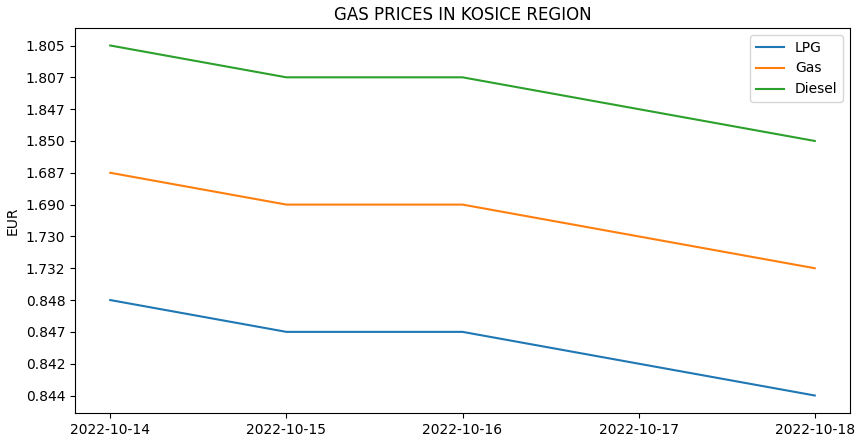 GAS PRICES IN KOSICE REGION
LPG
Gas
Diesel
EUR
1.805
1.807
1.847
1.850
1.687
1.690
1.730
1.732
0.848
0.847
0.842
0.844
2022-10-14 2022-10-15 2022-10-16 2022-10-17 2022-10-18